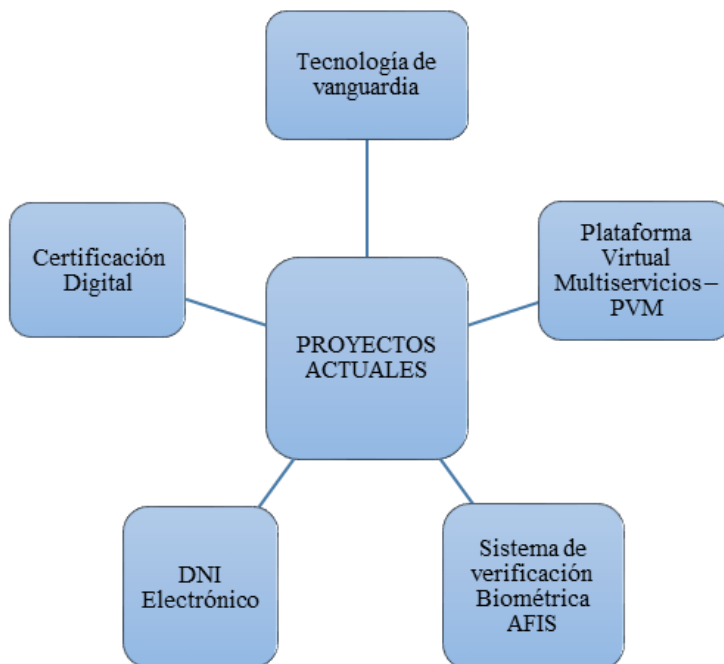 Tecnología de
vanguardia
Certificación
Digital
Plataforma
Virtual
Multiservicios –
PVM
PROYECTOS
ACTUALES
DNI
Electrónico
Sistema de
verificación
Biométrica
AFIS